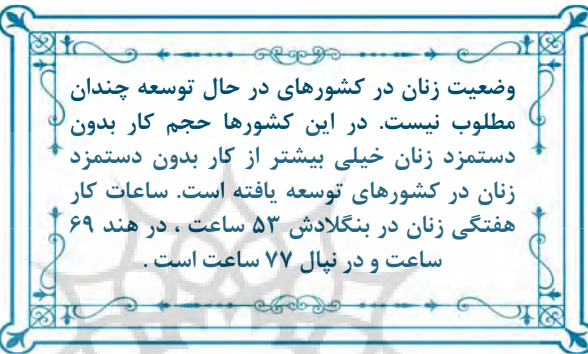 وضعیت زنان در کشورهای در حال توسعه چندان
مطلوب نیست. در این کشورها حجم کار بدون
دستمزد زنان خیلی بیشتر از کار بدون دستمزد
زنان در کشورهای توسعه یافته است. ساعات کار
هفتگی زنان در بنگلادش ۵۳ ساعت ، در هند ۶۹
ساعت و در نپال ۷۷ ساعت است .